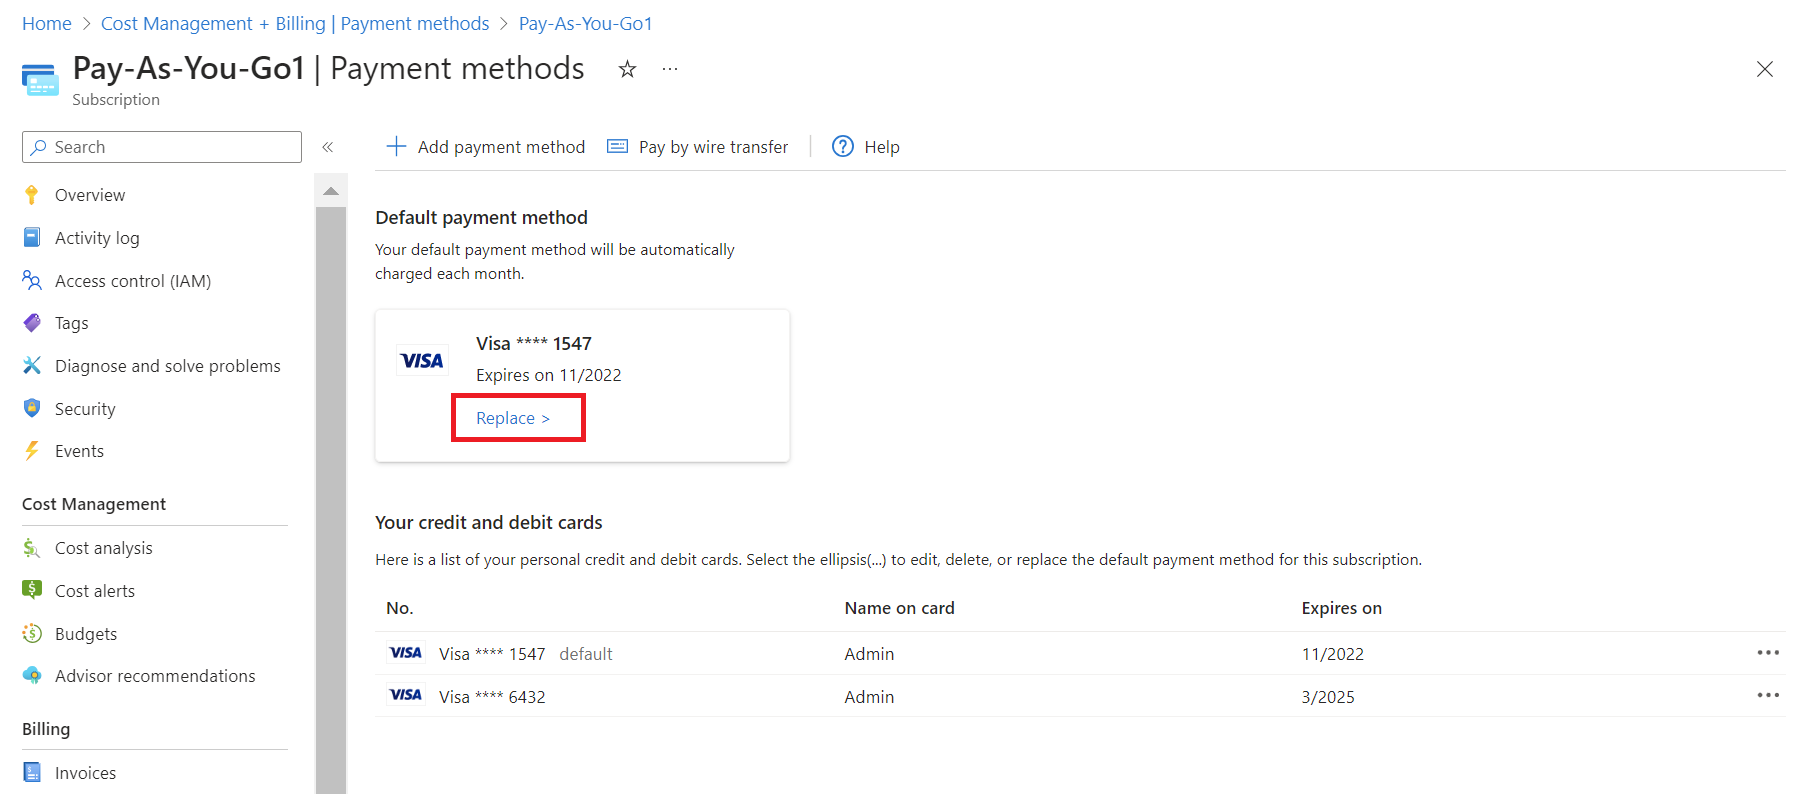 Home > Cost Management + Billing | Payment methods > Pay-As-You-Go1
Pay-As-You-Go1 | Payment methods
Subscription
Search
«
Add payment method
Pay by wire transfer
Help
Overview
Activity log
Access control (IAM)
Tags
Diagnose and solve problems
Security
Events
Cost Management
Cost analysis
Cost alerts
Budgets
Advisor recommendations
Billing
Invoices
Default payment method
Your default payment method will be automatically
charged each month.
VISA
Visa **** 1547
Expires on 11/2022
Replace >
Your credit and debit cards
Here is a list of your personal credit and debit cards. Select the ellipsis(...) to edit, delete, or replace the default payment method for this subscription.
No. Name on card Expires on
VISA Visa **** 1547 default Admin 11/2022
VISA Visa **** 6432 Admin 3/2025